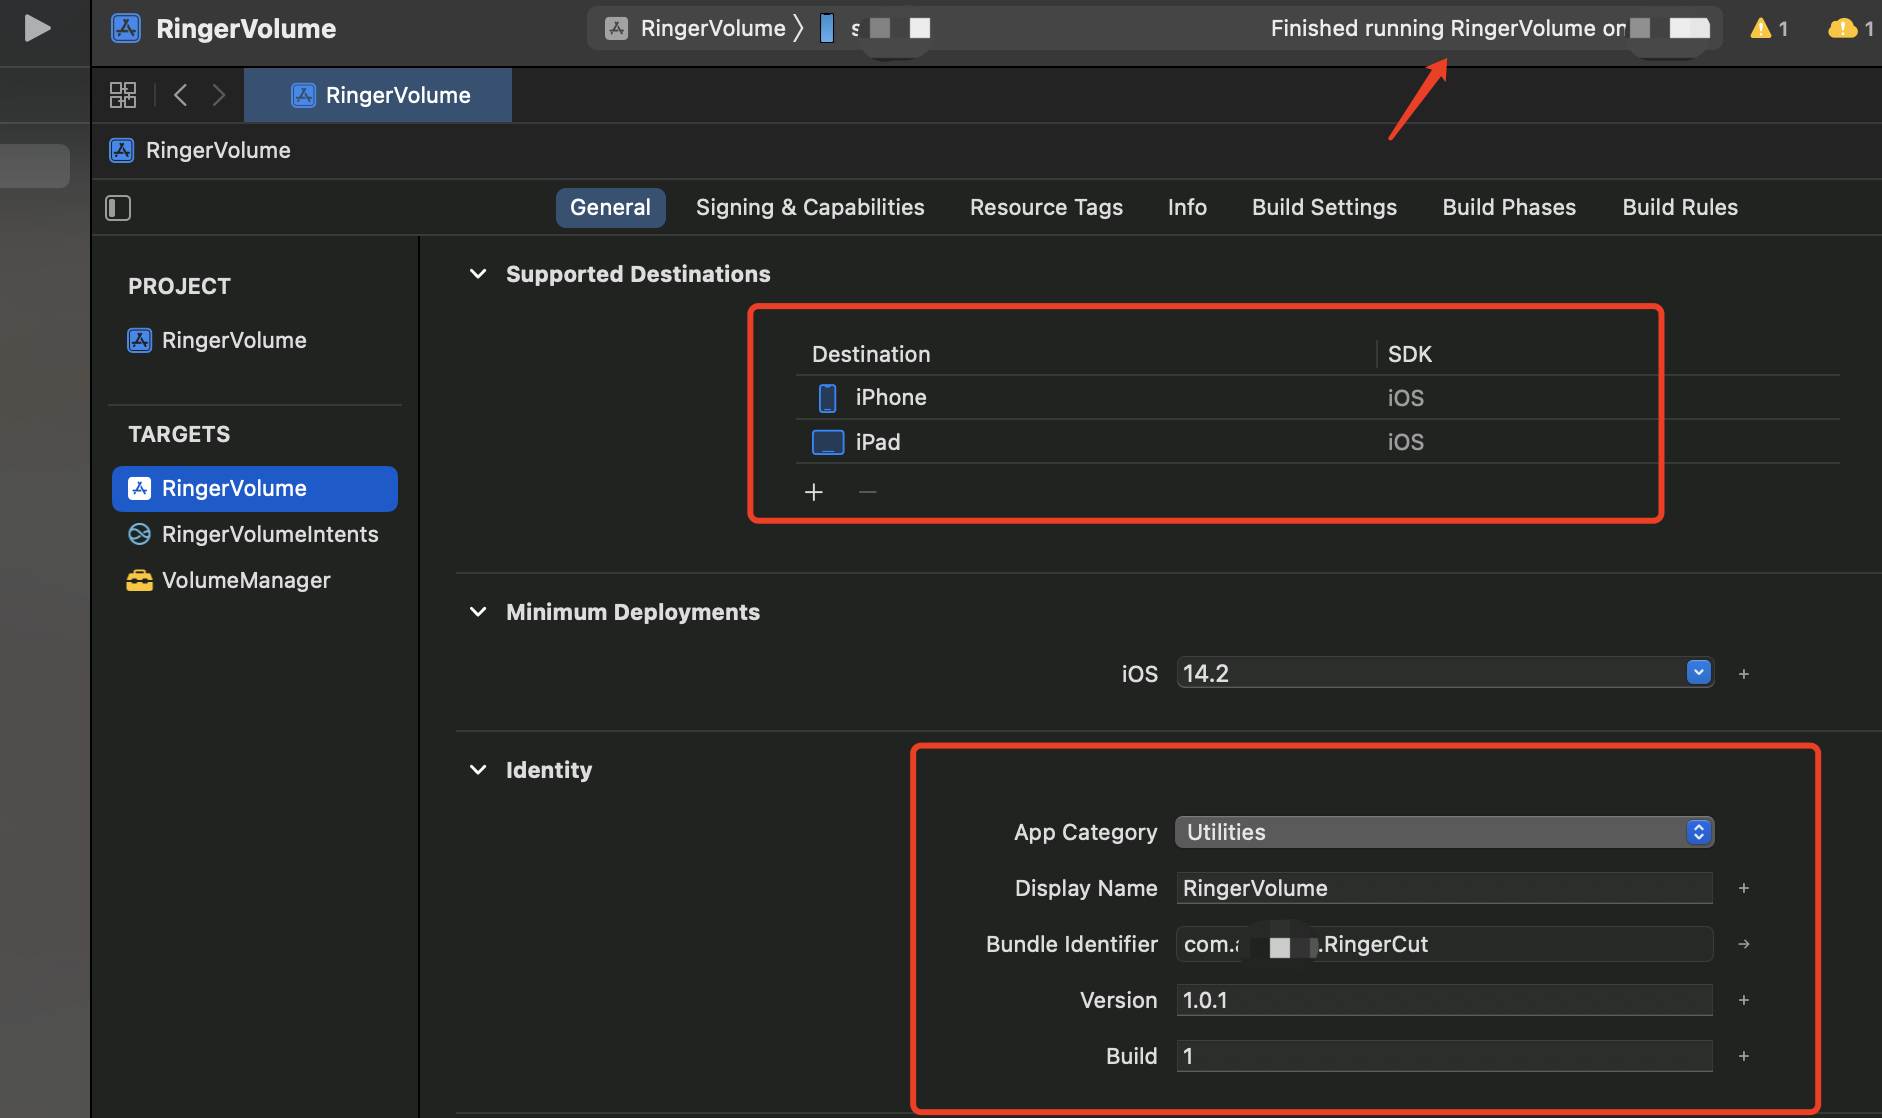 RingerVolume
RingerVolume
Finished running RingerVolume on
1
1
RingerVolume
RingerVolume
General
Signing & Capabilities
Resource Tags
Info
Build Settings
Build Phases
Build Rules
PROJECT
RingerVolume
TARGETS
RingerVolume
RingerVolumeIntents
VolumeManager
Supported Destinations
Destination
SDK
iPhone
iOS
iPad
iOS
Minimum Deployments
iOS
14.2
Identity
App Category
Utilities
Display Name
RingerVolume
Bundle Identifier
com. .RingerCut
Version
1.0.1
Build
1